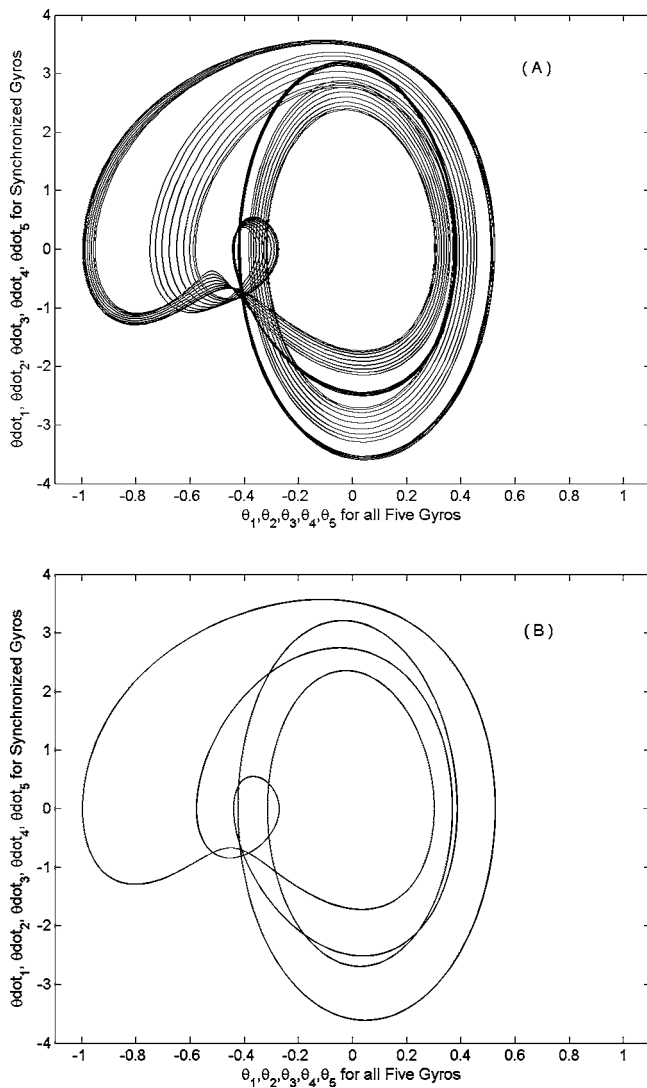 4
( A )
3
2
1
0
-1
-2
-3
-4
θdot₁, θdot₂, θdot₃, θdot₄, θdot₅ for Synchronized Gyros
-1 -0.8 -0.6 -0.4 -0.2 0 0.2 0.4 0.6 0.8 1
θ₁,θ₂,θ₃,θ₄,θ₅ for all Five Gyros
4
( B )
3
2
1
0
-1
-2
-3
-4
θdot₁, θdot₂, θdot₃, θdot₄, θdot₅ for Synchronized Gyros
-1 -0.8 -0.6 -0.4 -0.2 0 0.2 0.4 0.6 0.8 1
θ₁,θ₂,θ₃,θ₄,θ₅ for all Five Gyros